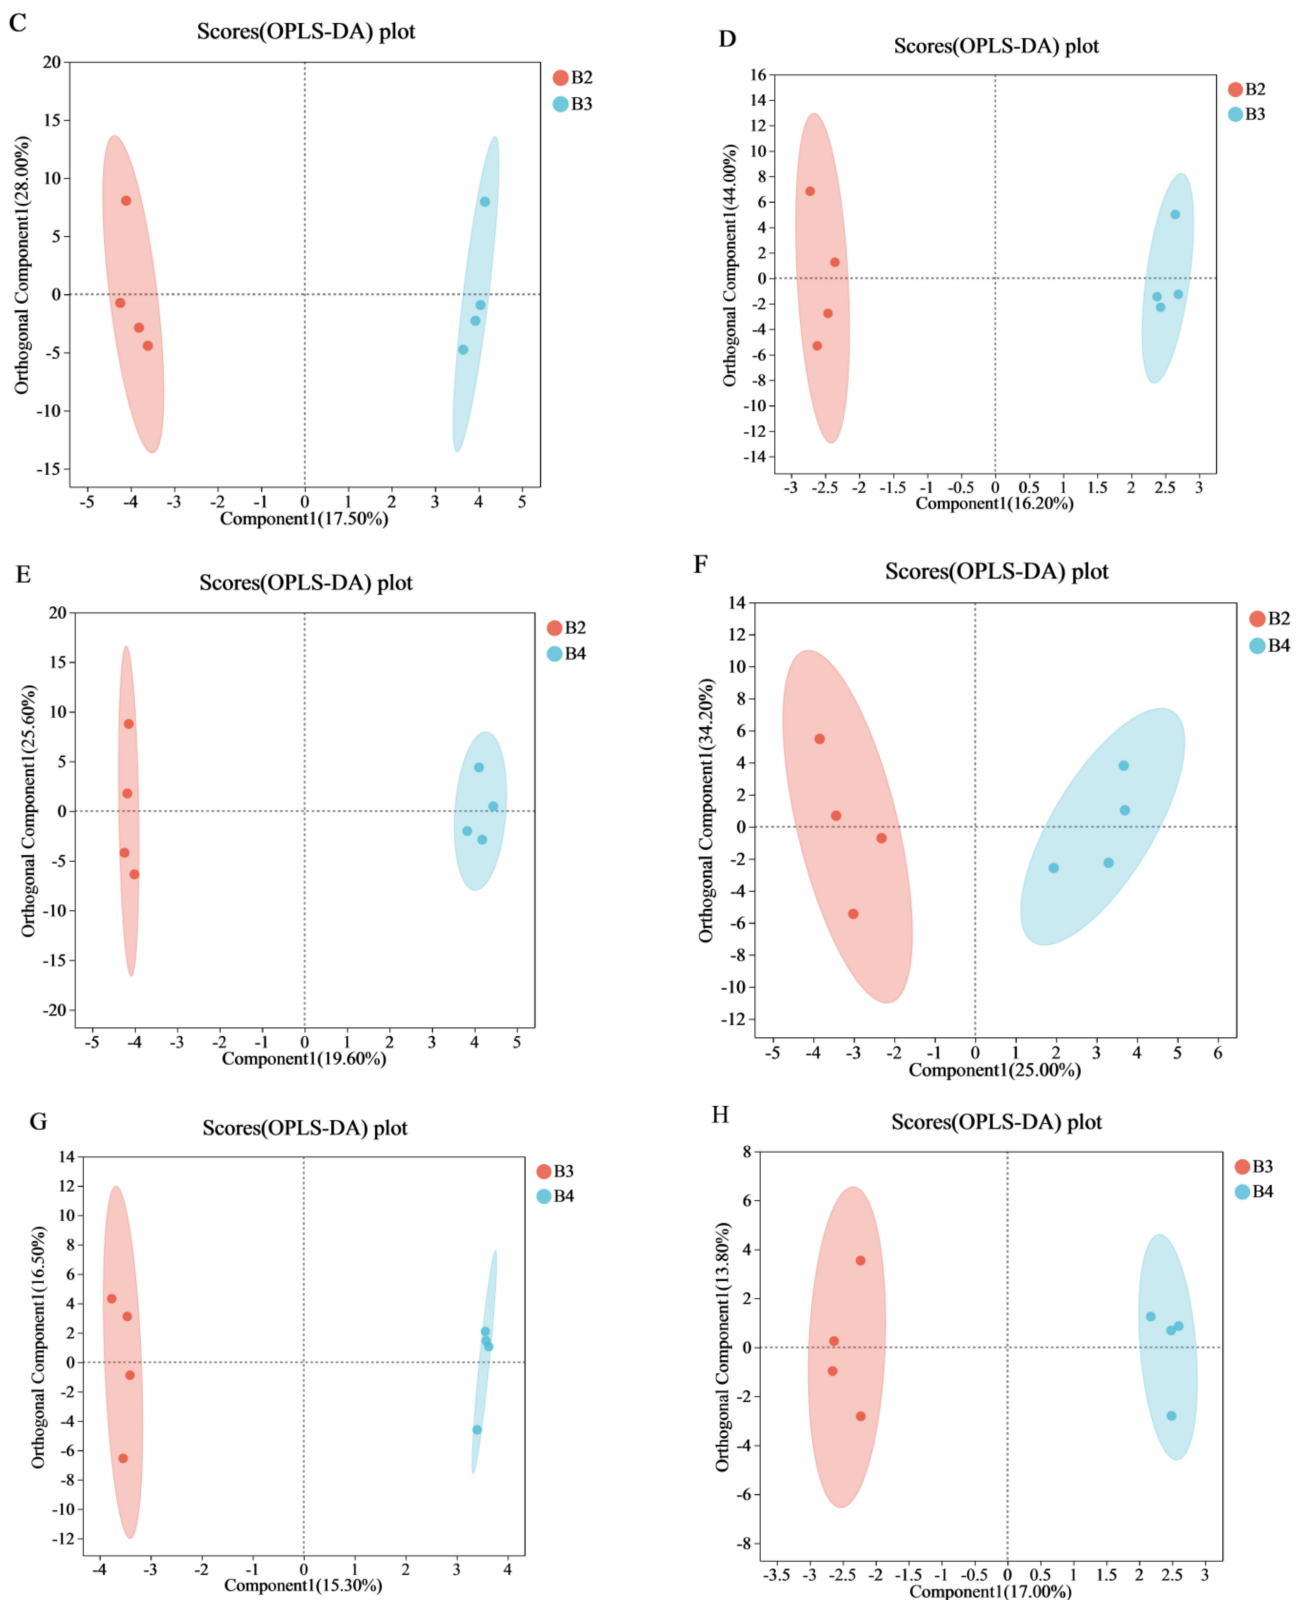 C
Scores(OPLS-DA) plot
B2
B3
Orthogonal Component1(28.00%)
20
15
10
5
0
-5
-10
-15
-5 -4 -3 -2 -1 0 1 2 3 4 5
Component1(17.50%)
D
Scores(OPLS-DA) plot
B2
B3
Orthogonal Component1(44.00%)
16
14
12
10
8
6
4
2
0
-2
-4
-6
-8
-10
-12
-14
-3 -2.5 -2 -1.5 -1 -0.5 0 0.5 1 1.5 2 2.5 3
Component1(16.20%)
E
Scores(OPLS-DA) plot
B2
B4
Orthogonal Component1(25.60%)
20
15
10
5
0
-5
-10
-15
-20
-5 -4 -3 -2 -1 0 1 2 3 4 5
Component1(19.60%)
F
Scores(OPLS-DA) plot
B2
B4
Orthogonal Component1(34.20%)
14
12
10
8
6
4
2
0
-2
-4
-6
-8
-10
-12
-5 -4 -3 -2 -1 0 1 2 3 4 5 6
Component1(25.00%)
G
Scores(OPLS-DA) plot
B3
B4
Orthogonal Component1(16.50%)
14
12
10
8
6
4
2
0
-2
-4
-6
-8
-10
-12
-4 -3 -2 -1 0 1 2 3 4
Component1(15.30%)
H
Scores(OPLS-DA) plot
B3
B4
Orthogonal Component1(13.80%)
8
6
4
2
0
-2
-4
-6
-8
-3.5 -3 -2.5 -2 -1.5 -1 -0.5 0 0.5 1 1.5 2 2.5 3
Component1(17.00%)